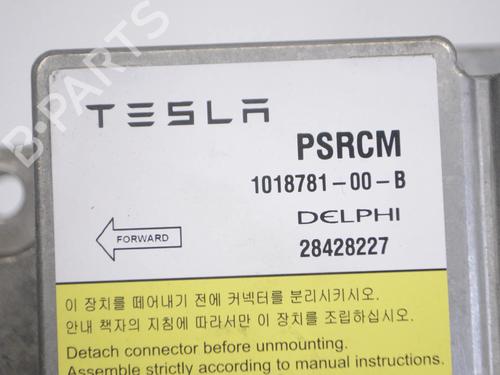 TESLA
PSRCM
1018781-00-B
DELPHI
FORWARD
28428227
이 장치를 떼어내기 전에 커넥터를 분리시키시오.
안내 책자의 지침에 따라서만 이 장치를 조립하십시오.
Detach connector before unmounting.
Assemble strictly according to manual instructions.
B-PARTS